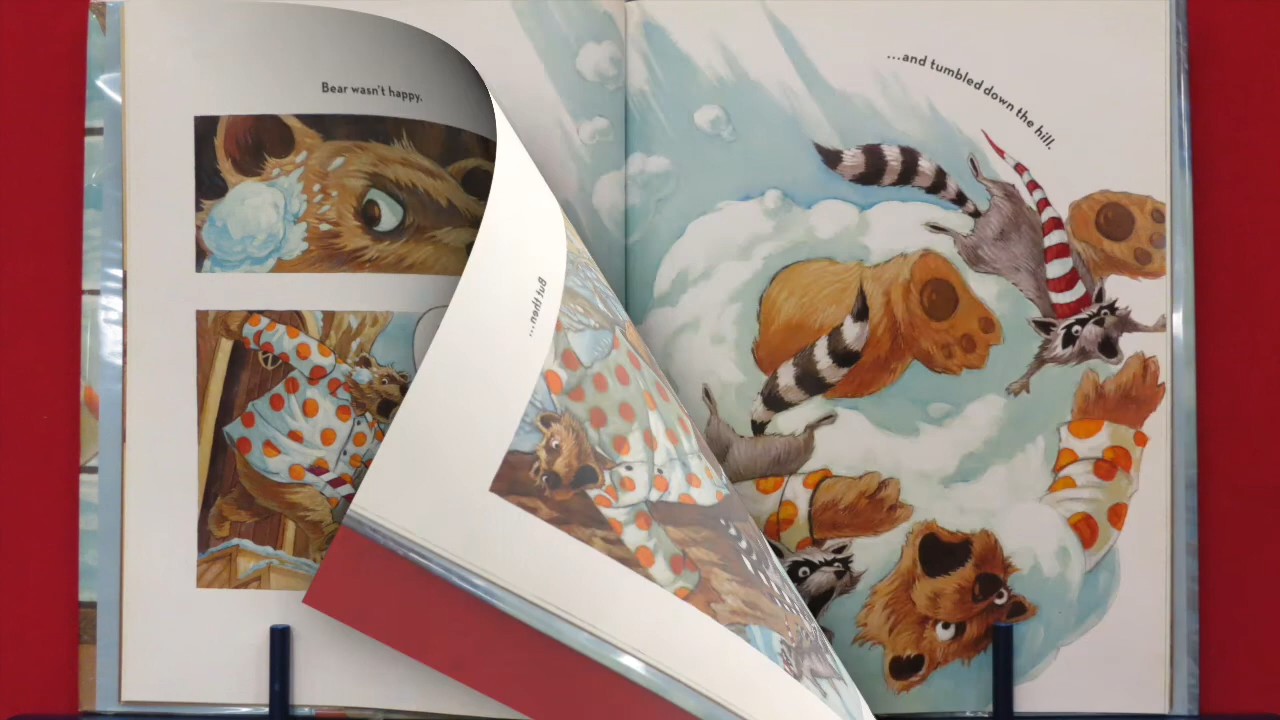 Bear wasn't happy.
But then...
...and tumbled down the hill.